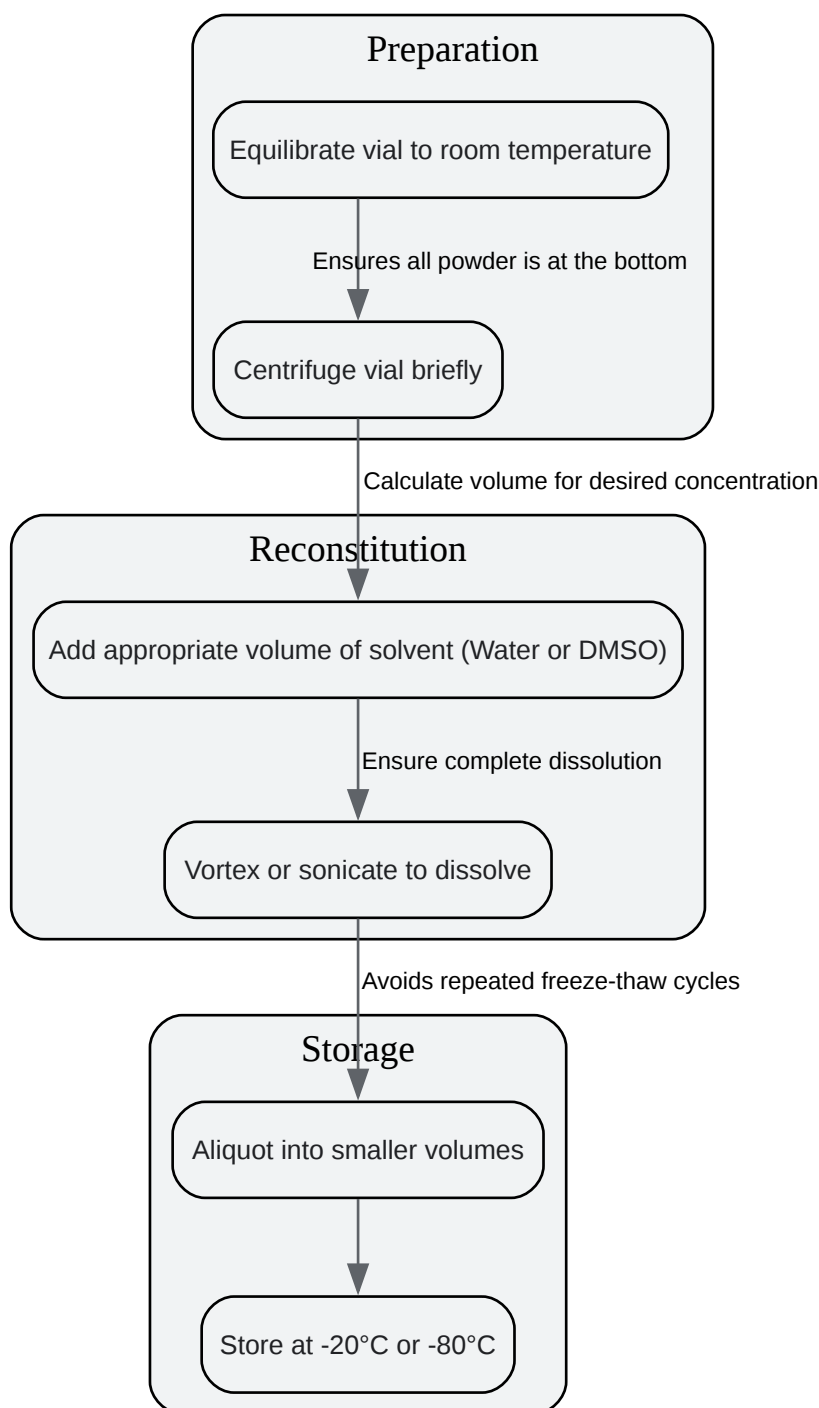 Preparation
Equilibrate vial to room temperature
Ensures all powder is at the bottom
Centrifuge vial briefly
Calculate volume for desired concentration
Reconstitution
Add appropriate volume of solvent (Water or DMSO)
Ensure complete dissolution
Vortex or sonicate to dissolve
Avoids repeated freeze-thaw cycles
Storage
Aliquot into smaller volumes
Store at -20°C or -80°C